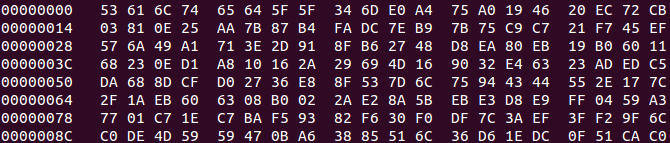 00000000 53 61 6C 74 65 64 5F 5F 34 6D E0 A4 75 A0 19 46 20 EC 72 CB
00000014 03 81 0E 25 AA 7B 87 B4 FA DC 7E B9 7B 75 C9 C7 21 F7 45 EF
00000028 57 6A 49 A1 71 3E 2D 91 8F B6 27 48 D8 EA 80 EB 19 B0 60 11
0000003C 68 23 0E D1 A8 10 16 2A 29 69 4D 16 90 32 E4 63 23 AD ED C5
00000050 DA 68 8D CF D0 27 36 E8 8F 53 7D 6C 75 94 43 44 55 2E 17 7C
00000064 2F 1A EB 60 63 08 B0 02 2A E2 8A 5B EB E3 D8 E9 FF 04 59 A3
00000078 77 01 C7 1E C7 BA F5 93 82 F6 30 F0 DF 7C 3A EF 3F F2 9F 6C
0000008C C0 DE 4D 59 59 47 0B A6 38 85 51 6C 36 D6 1E DC 0F 51 CA C0